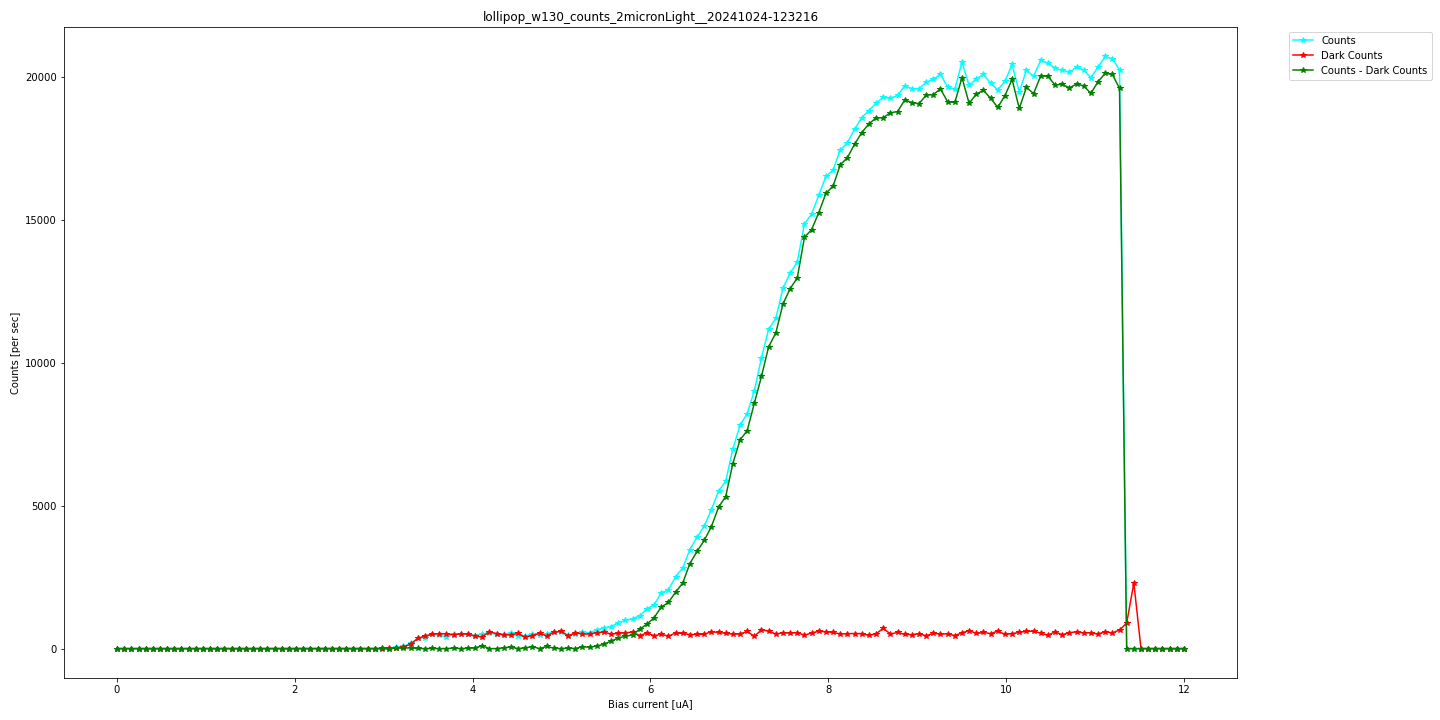 lollipop_w130_counts_2micronLight__20241024-123216
Counts
Dark Counts
Counts - Dark Counts
20000
15000
10000
5000
0
Counts [per sec]
0 2 4 6 8 10 12
Bias current [uA]